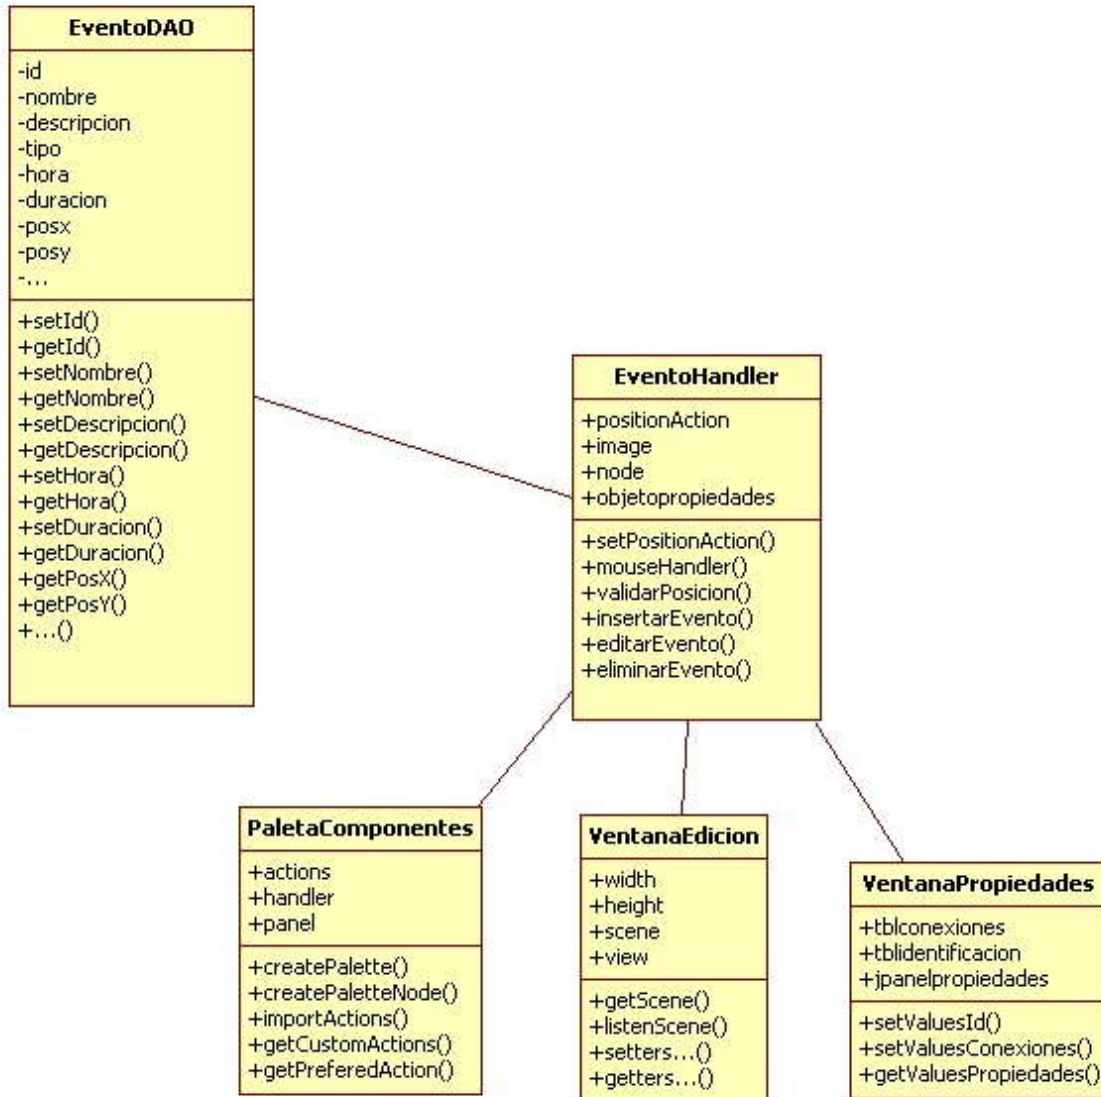 EventoDAO
-id
-nombre
-descripcion
-tipo
-hora
-duracion
-posx
-posy
-...
+setId()
+getId()
+setNombre()
+getNombre()
+setDescripcion()
+getDescripcion()
+setHora()
+getHora()
+setDuracion()
+getDuracion()
+getPosX()
+getPosY()
+...()
EventoHandler
+positionAction
+image
+node
+objetopropiedades
+setPositionAction()
+mouseHandler()
+validarPosicion()
+insertarEvento()
+editarEvento()
+eliminarEvento()
PaletaComponentes
+actions
+handler
+panel
+createPalette()
+createPaletteNode()
+importActions()
+getCustomActions()
+getPreferedAction()
VentanaEdicion
+width
+height
+scene
+view
+getScene()
+listenScene()
+setters...()
+getters...()
VentanaPropiedades
+tblconexiones
+tblidentificacion
+jpanelpropiedades
+setValuesId()
+setValuesConexiones()
+getValuesPropiedades()